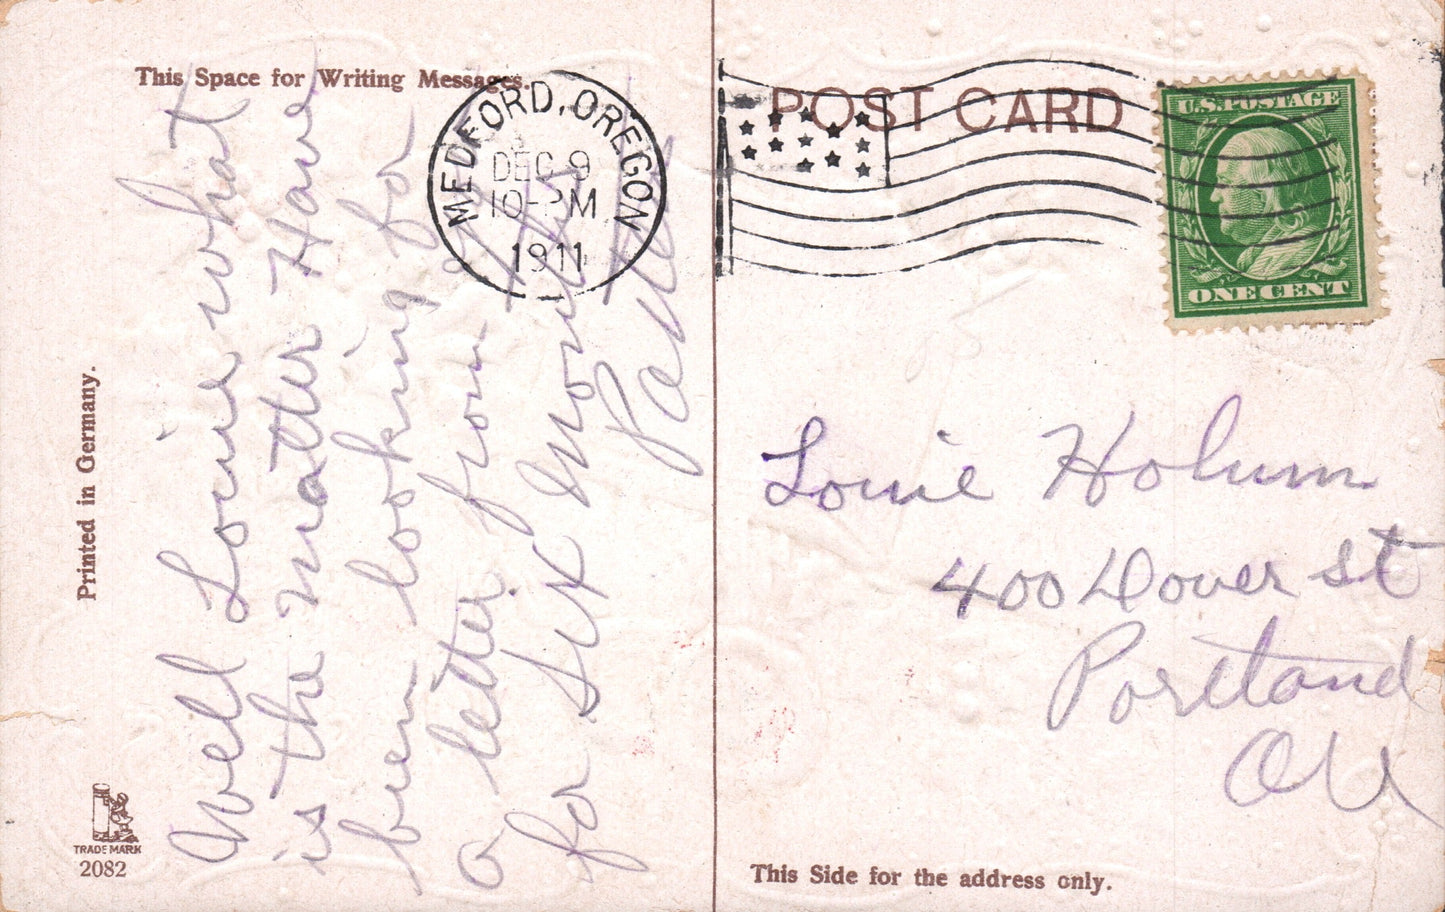 This Space for Writing Messages.
MEDFORD, OREGON
DEC 9
10-PM
1911
POST CARD
U.S. POSTAGE
ONE CENT
Well Louie what
is the matter Have
been looking for
a letter from you
for six months
Louie Holum
400 Dover St
Portland
Ore
Printed in Germany.
TRADE MARK
2082
This Side for the address only.